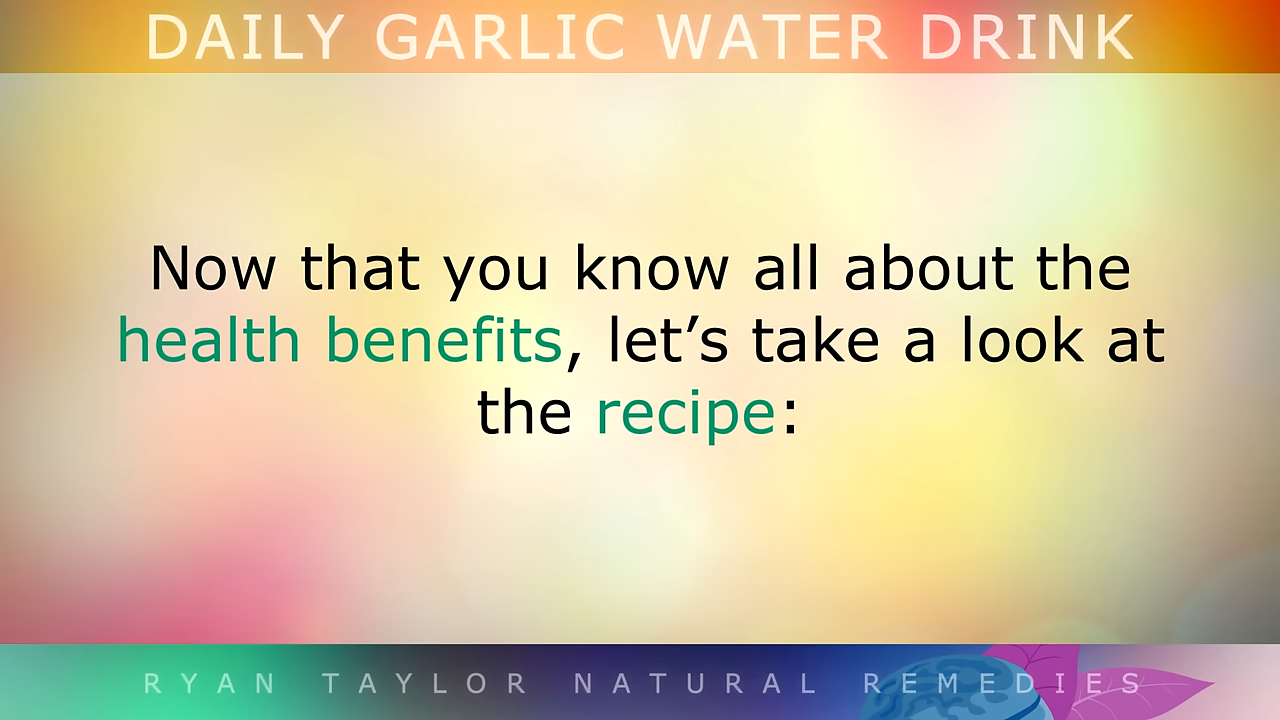 DAILY GARLIC WATER DRINK
Now that you know all about the
health benefits, let’s take a look at
the recipe:
RYAN TAYLOR NATURAL REMEDIES